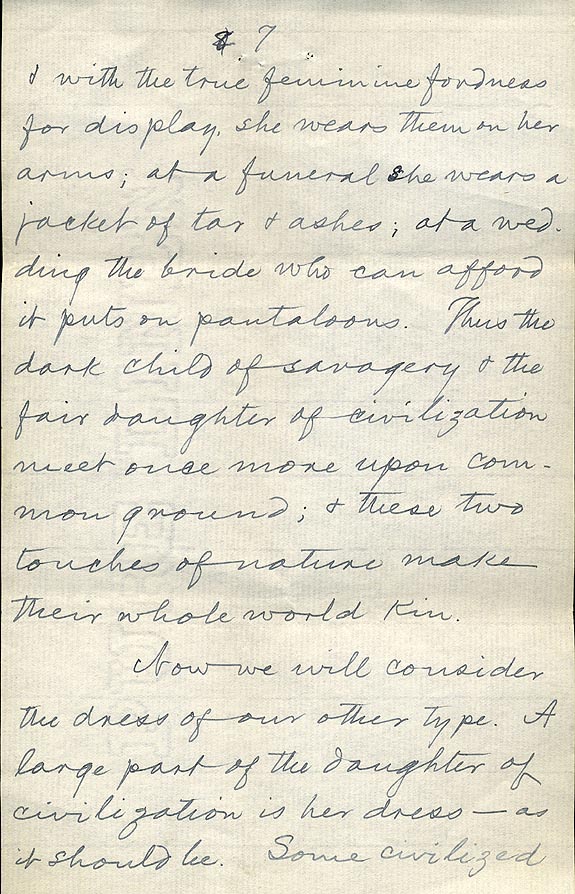 7
& with the true feminine fondness
for display, she wears them on her
arms; at a funeral she wears a
jacket of tar & ashes; at a wed-
ding the bride who can afford
it puts on pantaloons. Thus the
dark child of savagery & the
fair daughter of civilization
meet once more upon com-
mon ground; & these two
touches of nature make
their whole world kin.
Now we will consider
the dress of our other type. A
large part of the daughter of
civilization is her dress — as
it should be. Some civilized